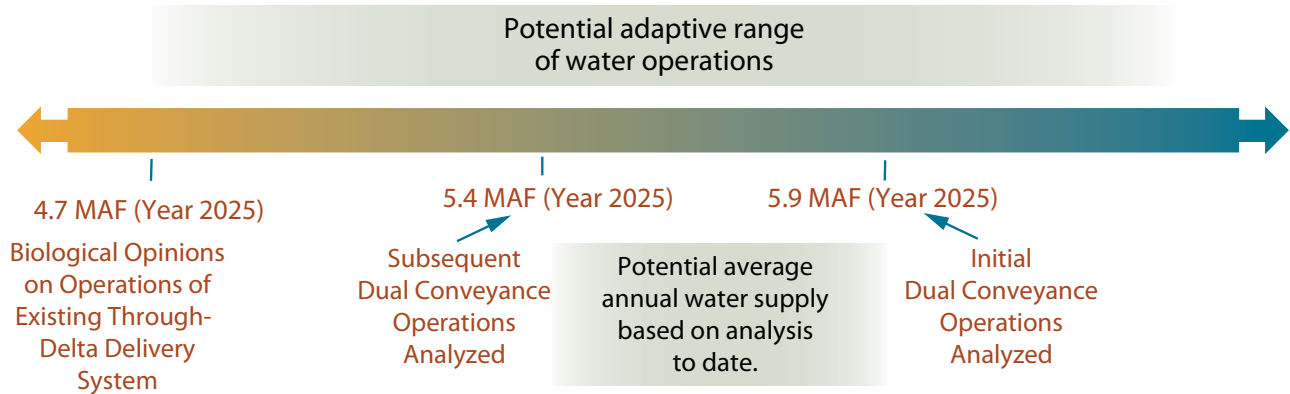 Potential adaptive range
of water operations
4.7 MAF (Year 2025)
Biological Opinions
on Operations of
Existing Through-
Delta Delivery
System
5.4 MAF (Year 2025)
Subsequent
Dual Conveyance
Operations
Analyzed
Potential average
annual water supply
based on analysis
to date.
5.9 MAF (Year 2025)
Initial
Dual Conveyance
Operations
Analyzed